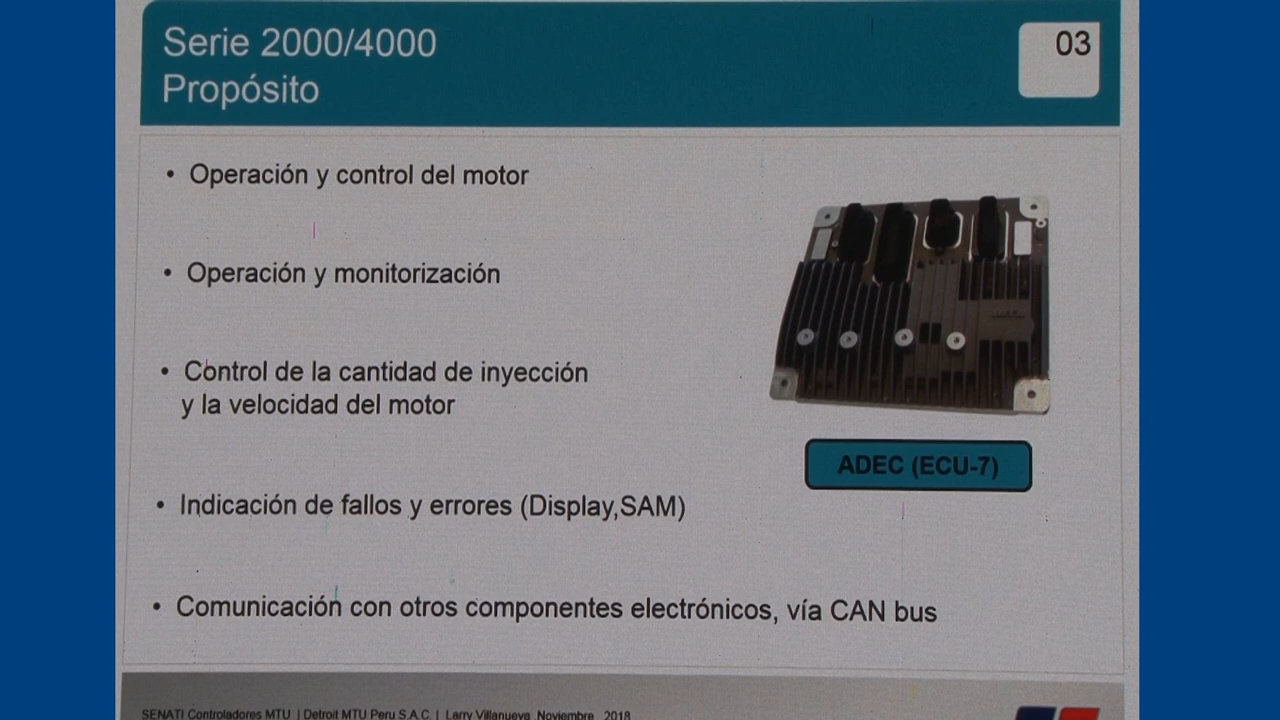 Serie 2000/4000
Propósito
03
• Operación y control del motor
• Operación y monitorización
• Control de la cantidad de inyección
y la velocidad del motor
ADEC (ECU-7)
• Indicación de fallos y errores (Display,SAM)
• Comunicación con otros componentes electrónicos, vía CAN bus
SENATI Controladores MTU | Detroit MTU Peru S.A.C. | Larry Villanueva Noviembre 2018